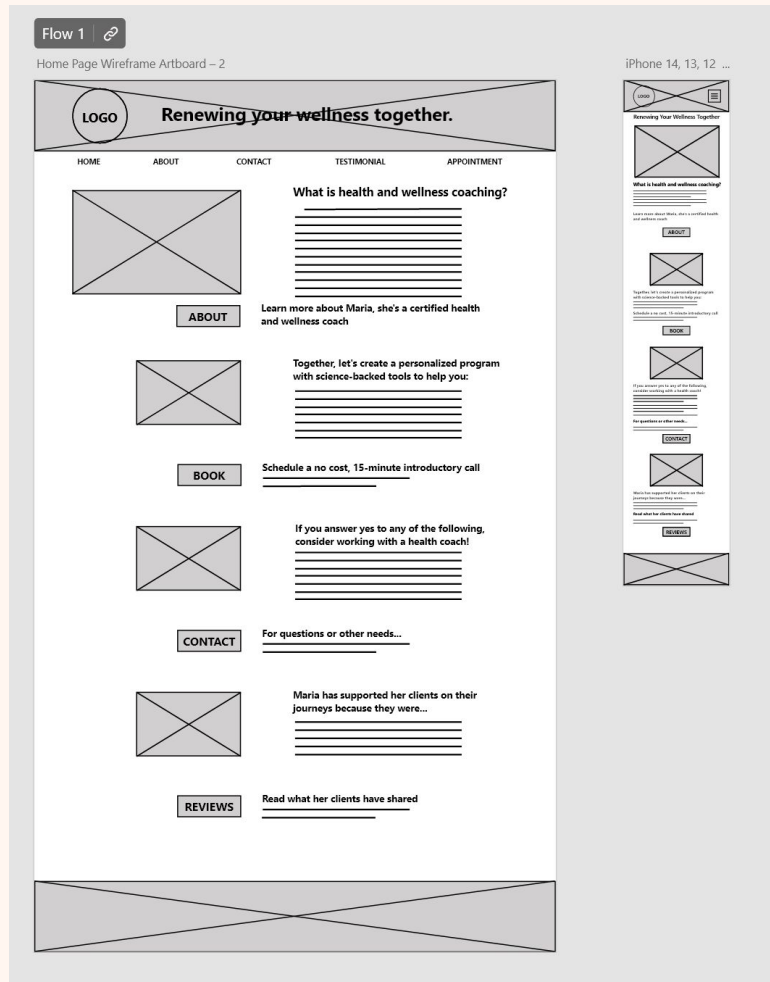 Flow 1
Home Page Wireframe Artboard – 2
LOGO
Renewing your wellness together.
HOME ABOUT CONTACT TESTIMONIAL APPOINTMENT
What is health and wellness coaching?
ABOUT
Learn more about Maria, she's a certified health
and wellness coach
Together, let's create a personalized program
with science-backed tools to help you:
BOOK
Schedule a no cost, 15-minute introductory call
If you answer yes to any of the following,
consider working with a health coach!
CONTACT
For questions or other needs...
Maria has supported her clients on their
journeys because they were...
REVIEWS
Read what her clients have shared
iPhone 14, 13, 12 ...
LOGO
Renewing Your Wellness Together
What is health and wellness coaching?
Learn more about Maria, she's a certified health
and wellness coach
ABOUT
Together, let's create a personalized program
with science-backed tools to help you:
Schedule a no cost, 15-minute introductory call
BOOK
If you answer yes to any of the following,
consider working with a health coach!
For questions or other needs...
CONTACT
Maria has supported her clients on their
journeys because they were...
Read what her clients have shared
REVIEWS